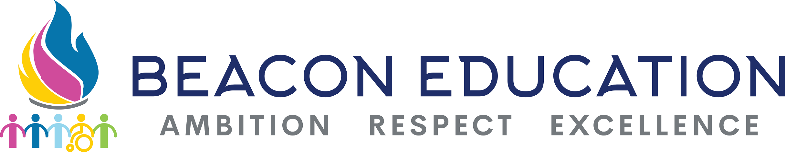 BEACON EDUCATION
AMBITION RESPECT EXCELLENCE